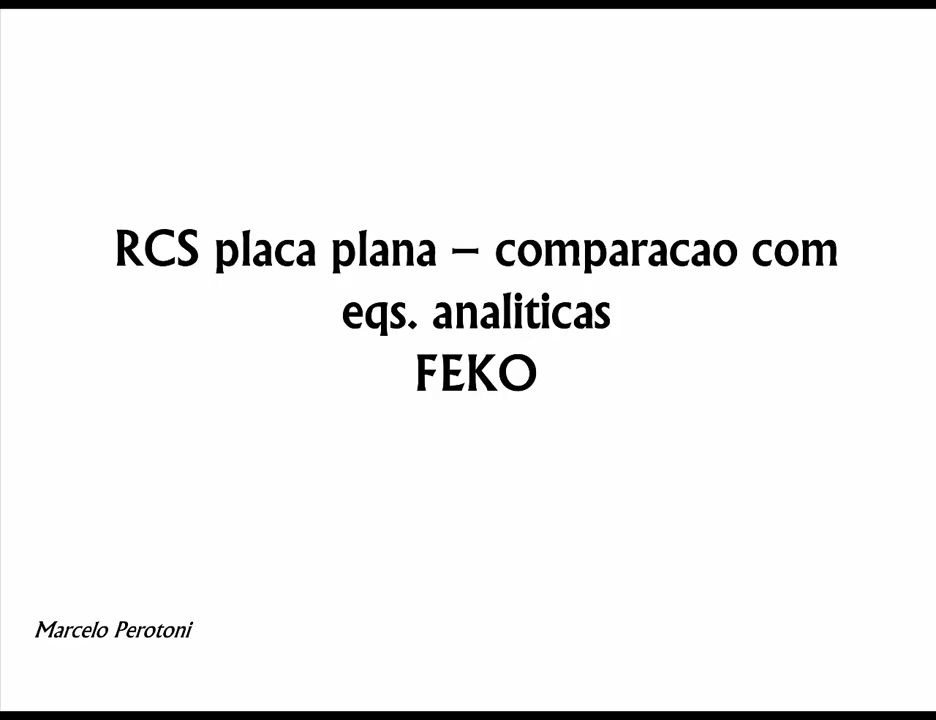 RCS placa plana – comparacao com
eqs. analiticas
FEKO
Marcelo Perotoni